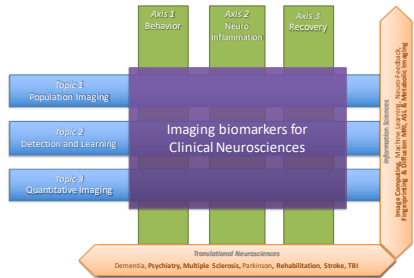 Axis 1
Behavior
Axis 2
Neuro
Inflammation
Axis 3
Recovery
Topic 1
Population Imaging
Topic 2
Detection and Learning
Topic 3
Quantitative Imaging
Imaging biomarkers for
Clinical Neurosciences
Information Sciences
Image Computing, Machine Learning, Neuro-Feedback,
Fingerprinting & Diffusion MRI, ASL & Metabolic Imaging
Translational Neurosciences
Dementia, Psychiatry, Multiple Sclerosis, Parkinson, Rehabilitation, Stroke, TBI